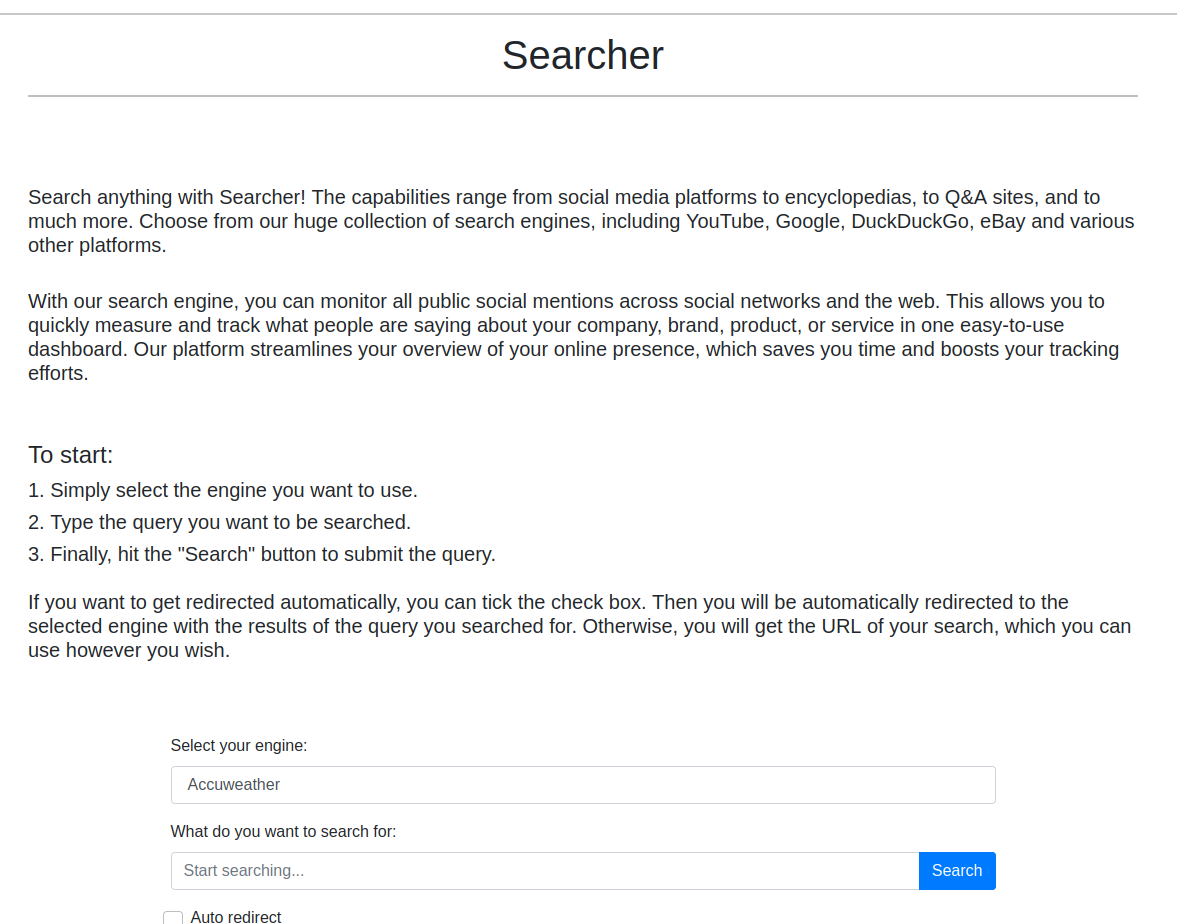 Searcher
Search anything with Searcher! The capabilities range from social media platforms to encyclopedias, to Q&A sites, and to
much more. Choose from our huge collection of search engines, including YouTube, Google, DuckDuckGo, eBay and various
other platforms.
With our search engine, you can monitor all public social mentions across social networks and the web. This allows you to
quickly measure and track what people are saying about your company, brand, product, or service in one easy-to-use
dashboard. Our platform streamlines your overview of your online presence, which saves you time and boosts your tracking
efforts.
To start:
1. Simply select the engine you want to use.
2. Type the query you want to be searched.
3. Finally, hit the "Search" button to submit the query.
If you want to get redirected automatically, you can tick the check box. Then you will be automatically redirected to the
selected engine with the results of the query you searched for. Otherwise, you will get the URL of your search, which you can
use however you wish.
Select your engine:
Accuweather
What do you want to search for:
Start searching... Search
Auto redirect